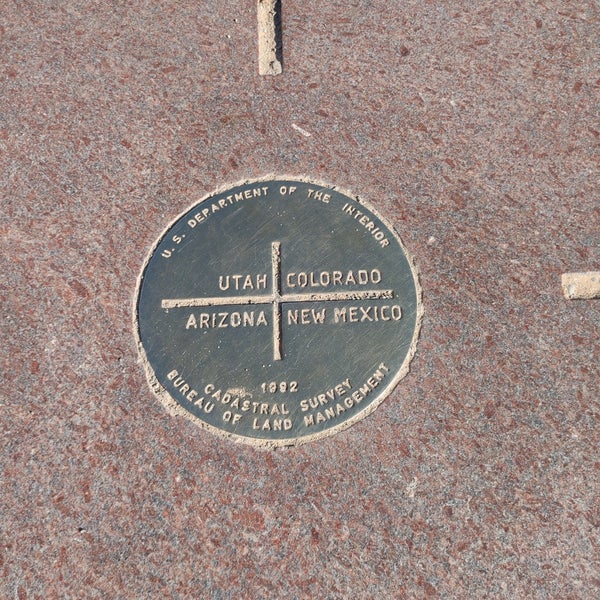 U. S. DEPARTMENT OF THE INTERIOR
UTAH COLORADO
ARIZONA NEW MEXICO
1992
CADASTRAL SURVEY
BUREAU OF LAND MANAGEMENT